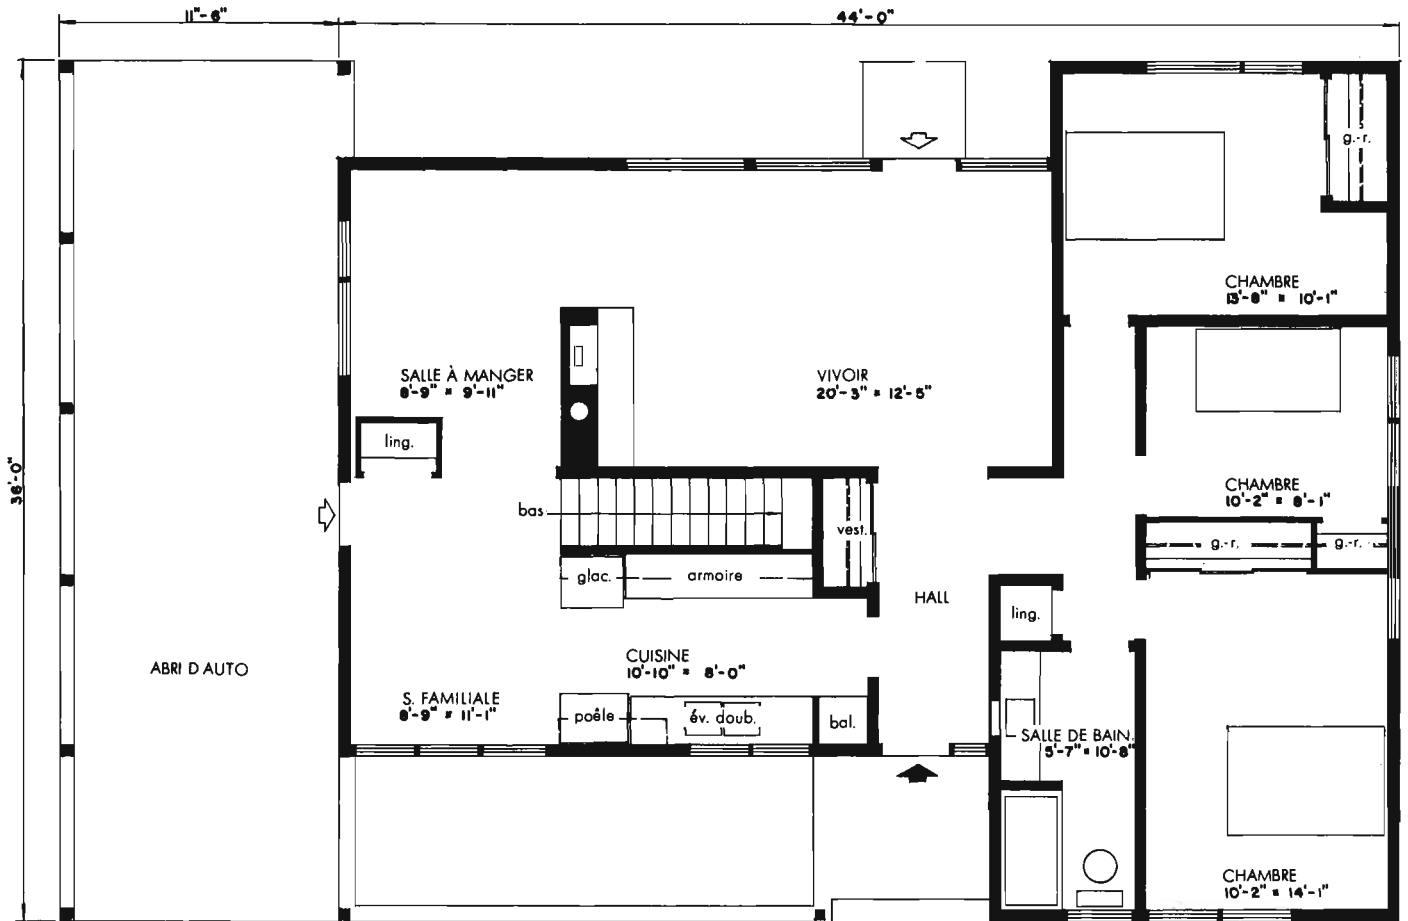 11'-6"
44'-0"
g.-r.
CHAMBRE
13'-8" × 10'-1"
SALLE À MANGER
8'-9" × 9'-11"
VIVOIR
20'-3" × 12'-5"
ling.
36'-0"
CHAMBRE
10'-2" × 8'-1"
bas
vest.
g.-r.
g.-r.
glac.
armoire
HALL
ling.
ABRI D'AUTO
CUISINE
10'-10" × 8'-0"
S. FAMILIALE
8'-9" × 11'-1"
poêle
év. doub.
bal.
SALLE DE BAIN.
5'-7" × 10'-8"
CHAMBRE
10'-2" × 14'-1"